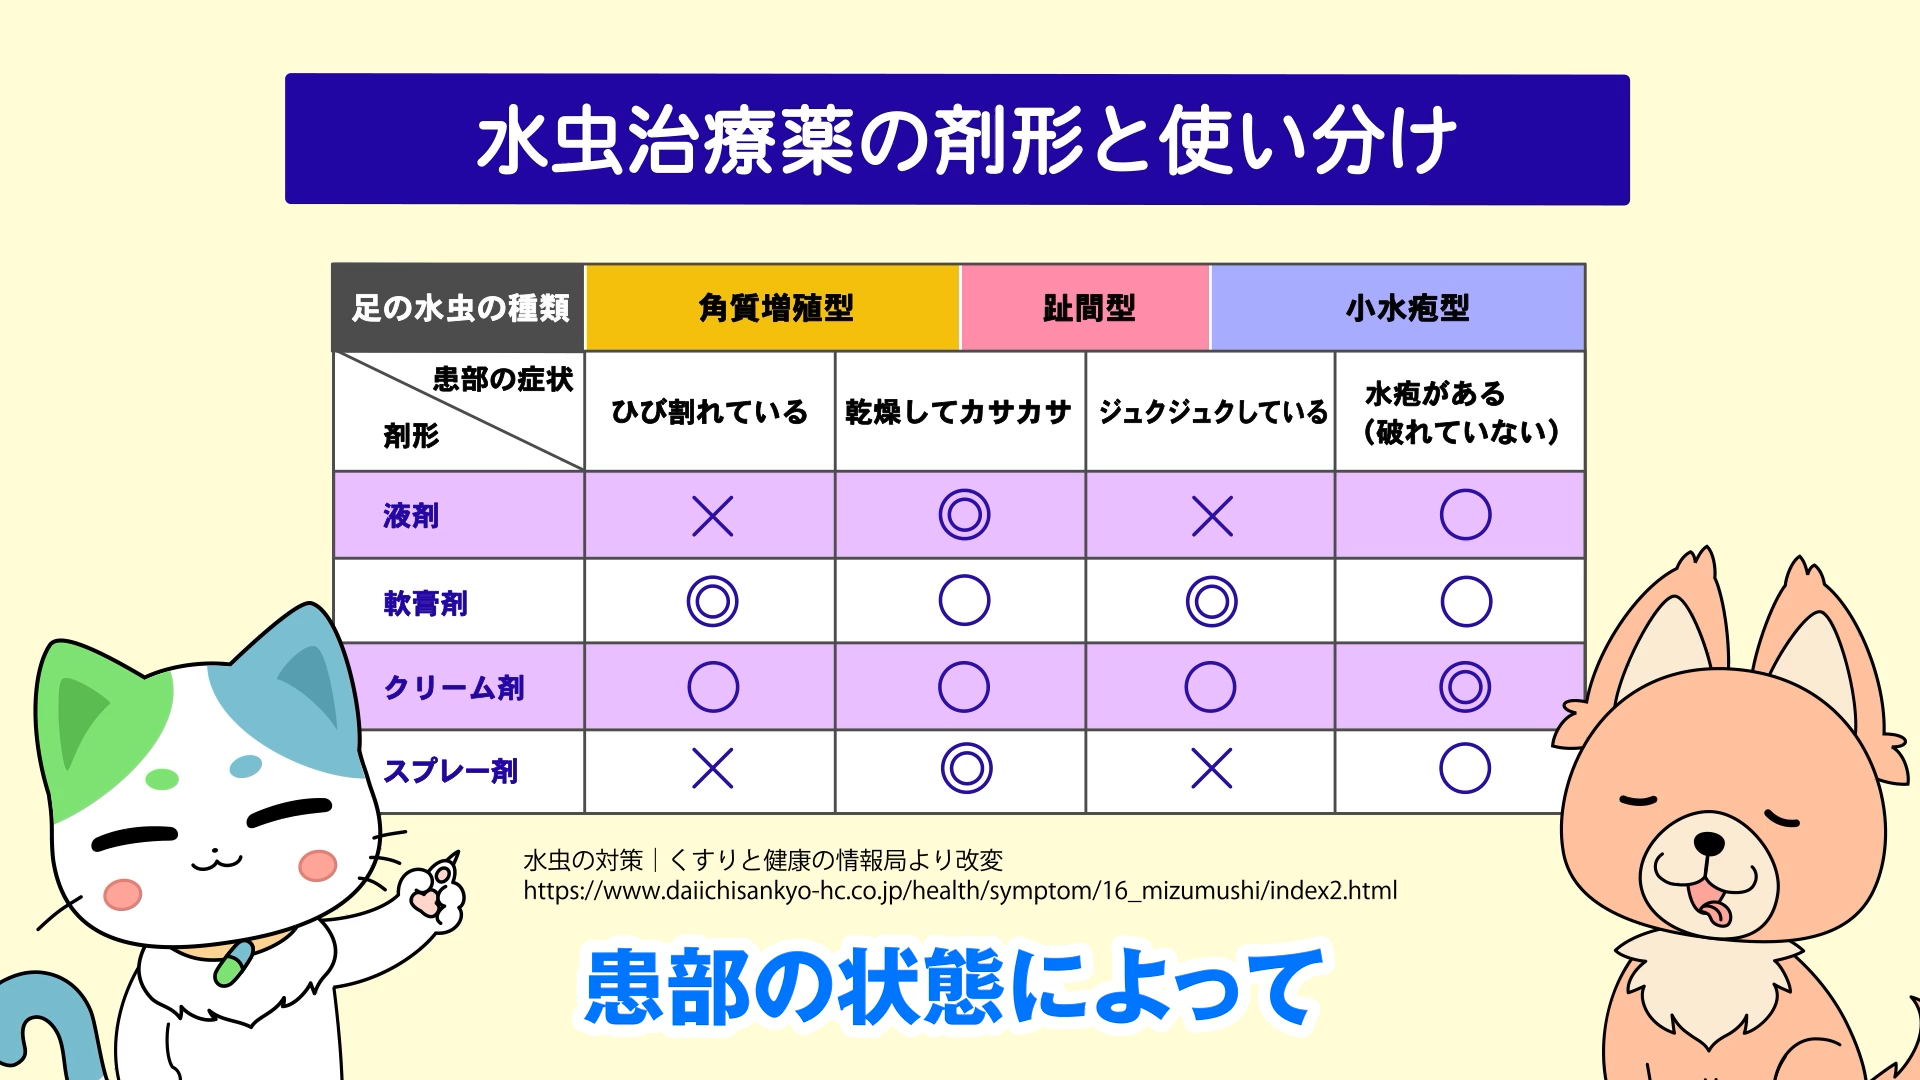 水虫治療薬の剤形と使い分け
足の水虫の種類 角質増殖型 趾間型 小水疱型
患部の症状
剤形
ひび割れている 乾燥してカサカサ ジュクジュクしている 水疱がある
（破れていない）
液剤 × ◎ × ○
軟膏剤 ◎ ○ ◎ ○
クリーム剤 ○ ○ ○ ◎
スプレー剤 × ◎ × ○
水虫の対策｜くすりと健康の情報局より改変
https://www.daiichisankyo-hc.co.jp/health/symptom/16_mizumushi/index2.html
患部の状態によって